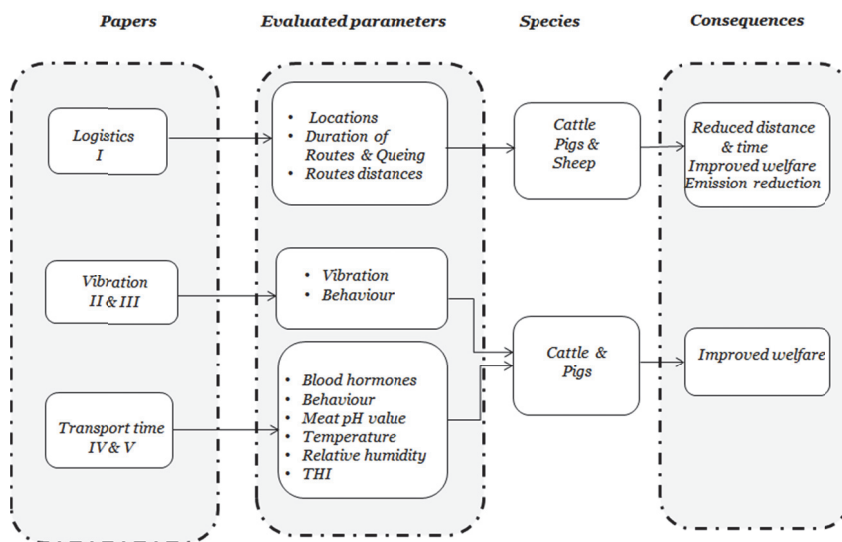 Papers
Evaluated parameters
Species
Consequences
Logistics
I
• Locations
• Duration of
Routes & Queing
• Routes distances
Cattle
Pigs &
Sheep
Reduced distance
& time
Improved welfare
Emission reduction
Vibration
II & III
• Vibration
• Behaviour
Cattle &
Pigs
Improved welfare
Transport time
IV & V
• Blood hormones
• Behaviour
• Meat pH value
• Temperature
• Relative humidity
• THI